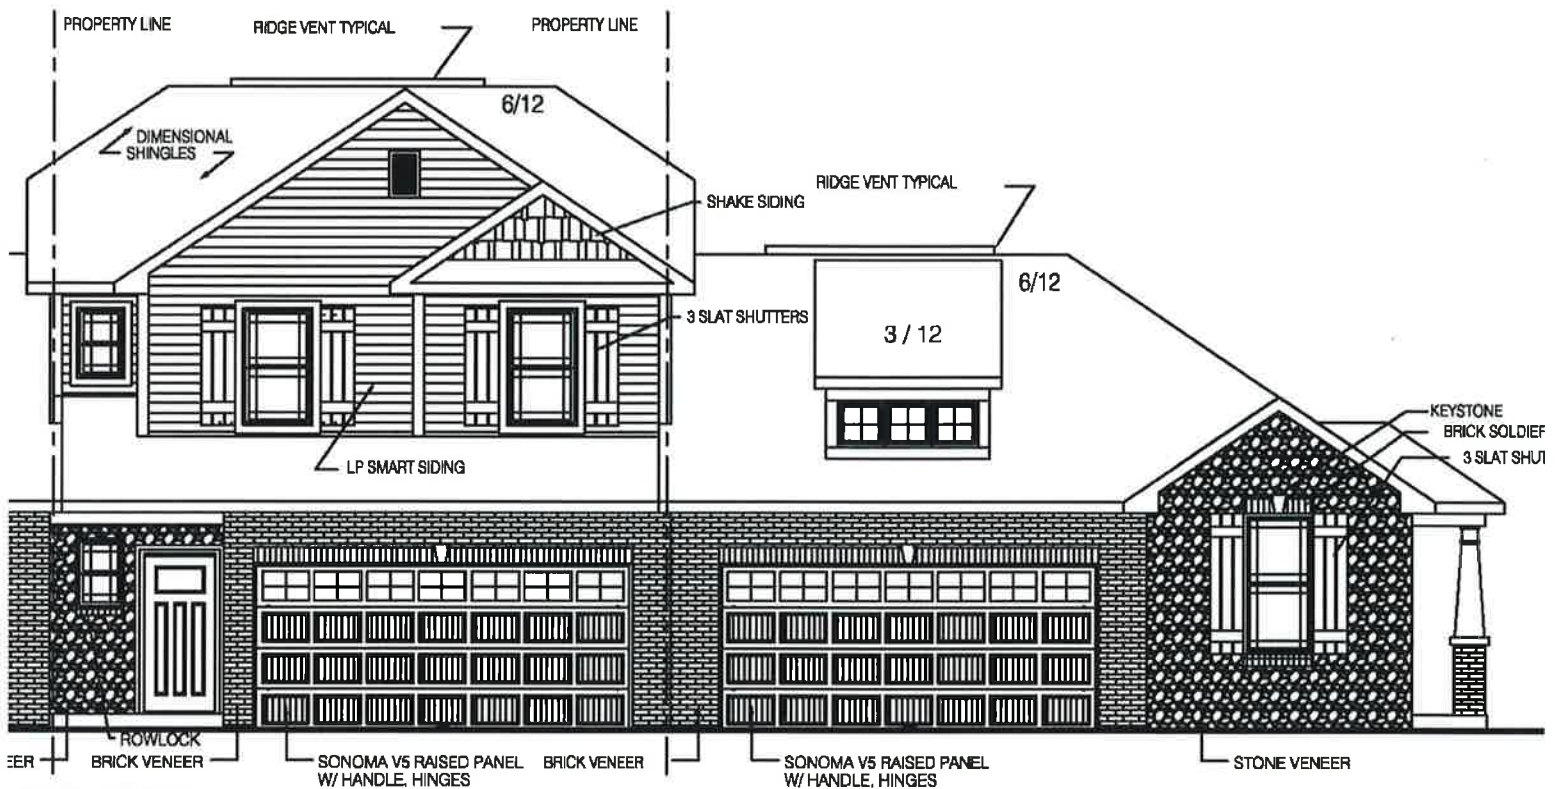 PROPERTY LINE
RIDGE VENT TYPICAL
PROPERTY LINE
6/12
DIMENSIONAL
SHINGLES
RIDGE VENT TYPICAL
SHAKE SIDING
6/12
3 SLAT SHUTTERS
3 / 12
KEYSTONE
BRICK SOLDIER
3 SLAT SHUT
LP SMART SIDING
ROWLOCK
EER
BRICK VENEER
SONOMA V5 RAISED PANEL
W/ HANDLE, HINGES
BRICK VENEER
SONOMA V5 RAISED PANEL
W/ HANDLE, HINGES
STONE VENEER